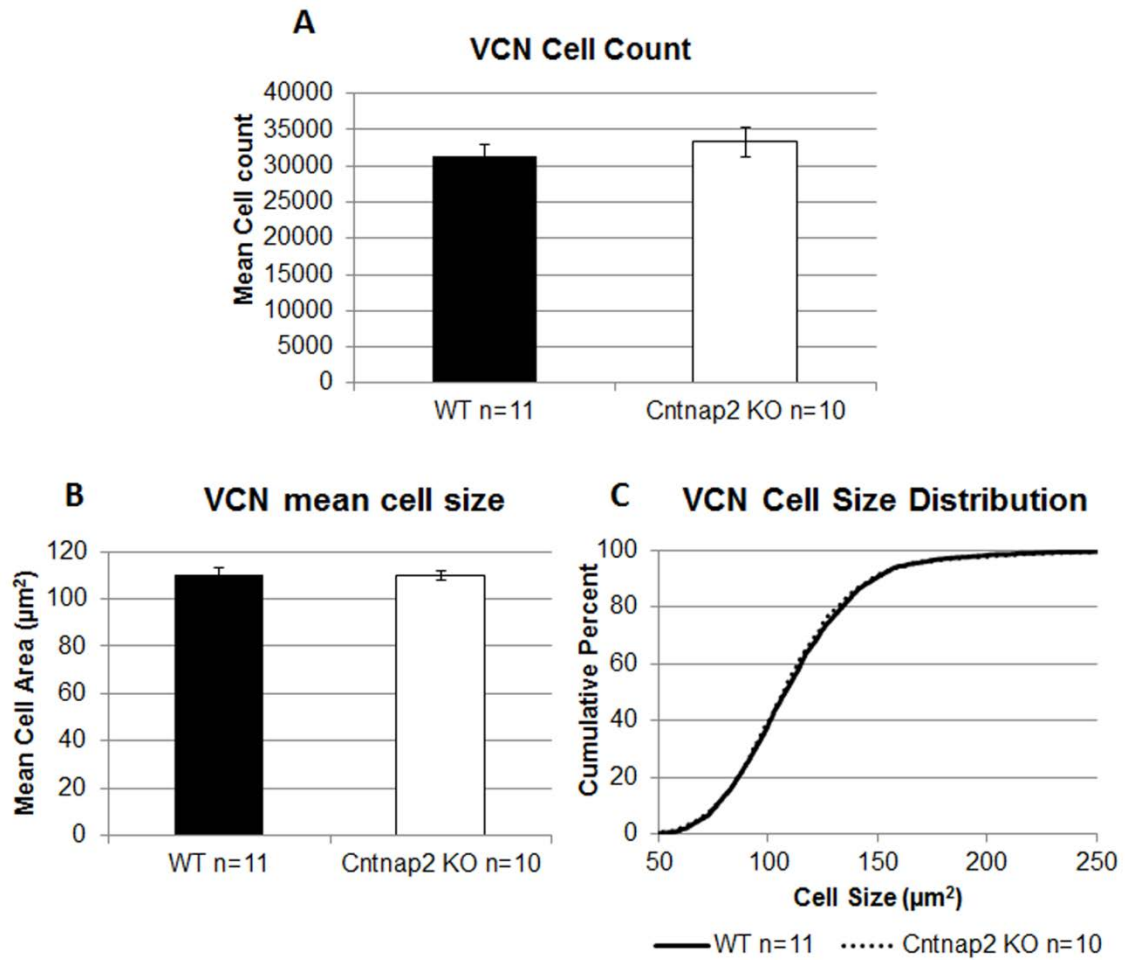 A
VCN Cell Count
Mean Cell count
40000
35000
30000
25000
20000
15000
10000
5000
0
WT n=11
Cntnap2 KO n=10
B
VCN mean cell size
Mean Cell Area (µm²)
120
100
80
60
40
20
0
WT n=11
Cntnap2 KO n=10
C
VCN Cell Size Distribution
Cumulative Percent
100
80
60
40
20
0
50 100 150 200 250
Cell Size (µm²)
WT n=11 Cntnap2 KO n=10